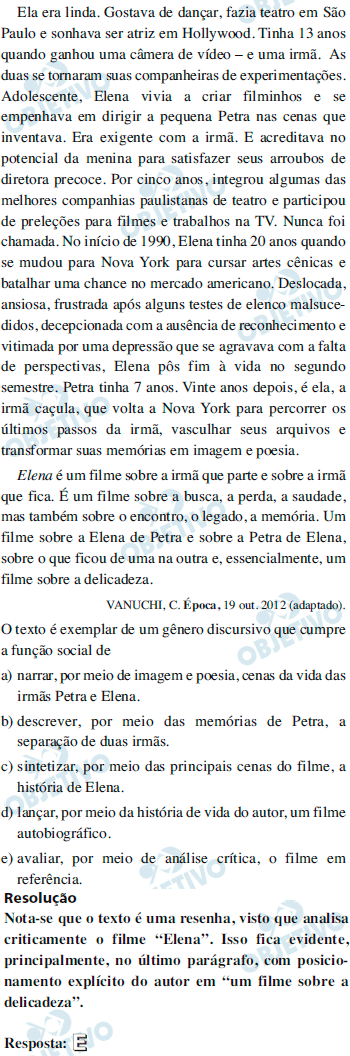 Ela era linda. Gostava de dançar, fazia teatro em São
Paulo e sonhava ser atriz em Hollywood. Tinha 13 anos
quando ganhou uma câmera de vídeo – e uma irmã. As
duas se tornaram suas companheiras de experimentações.
Adolescente, Elena vivia a criar filminhos e se
empenhava em dirigir a pequena Petra nas cenas que
inventava. Era exigente com a irmã. E acreditava no
potencial da menina para satisfazer seus arroubos de
diretora precoce. Por cinco anos, integrou algumas das
melhores companhias paulistanas de teatro e participou
de preleções para filmes e trabalhos na TV. Nunca foi
chamada. No início de 1990, Elena tinha 20 anos quando
se mudou para Nova York para cursar artes cênicas e
batalhar uma chance no mercado americano. Deslocada,
ansiosa, frustrada após alguns testes de elenco malsuce-
didos, decepcionada com a ausência de reconhecimento e
vitimada por uma depressão que se agravava com a falta
de perspectivas, Elena pôs fim à vida no segundo
semestre. Petra tinha 7 anos. Vinte anos depois, é ela, a
irmã caçula, que volta a Nova York para percorrer os
últimos passos da irmã, vasculhar seus arquivos e
transformar suas memórias em imagem e poesia.
Elena é um filme sobre a irmã que parte e sobre a irmã
que fica. É um filme sobre a busca, a perda, a saudade,
mas também sobre o encontro, o legado, a memória. Um
filme sobre a Elena de Petra e sobre a Petra de Elena,
sobre o que ficou de uma na outra e, essencialmente, um
filme sobre a delicadeza.
VANUCHI, C. Época, 19 out. 2012 (adaptado).
O texto é exemplar de um gênero discursivo que cumpre
a função social de
a) narrar, por meio de imagem e poesia, cenas da vida das
irmãs Petra e Elena.
b) descrever, por meio das memórias de Petra, a
separação de duas irmãs.
c) sintetizar, por meio das principais cenas do filme, a
história de Elena.
d) lançar, por meio da história de vida do autor, um filme
autobiográfico.
e) avaliar, por meio de análise crítica, o filme em
referência.
Resolução
Nota-se que o texto é uma resenha, visto que analisa
criticamente o filme “Elena”. Isso fica evidente,
principalmente, no último parágrafo, com posicio-
namento explícito do autor em “um filme sobre a
delicadeza”.
Resposta: E